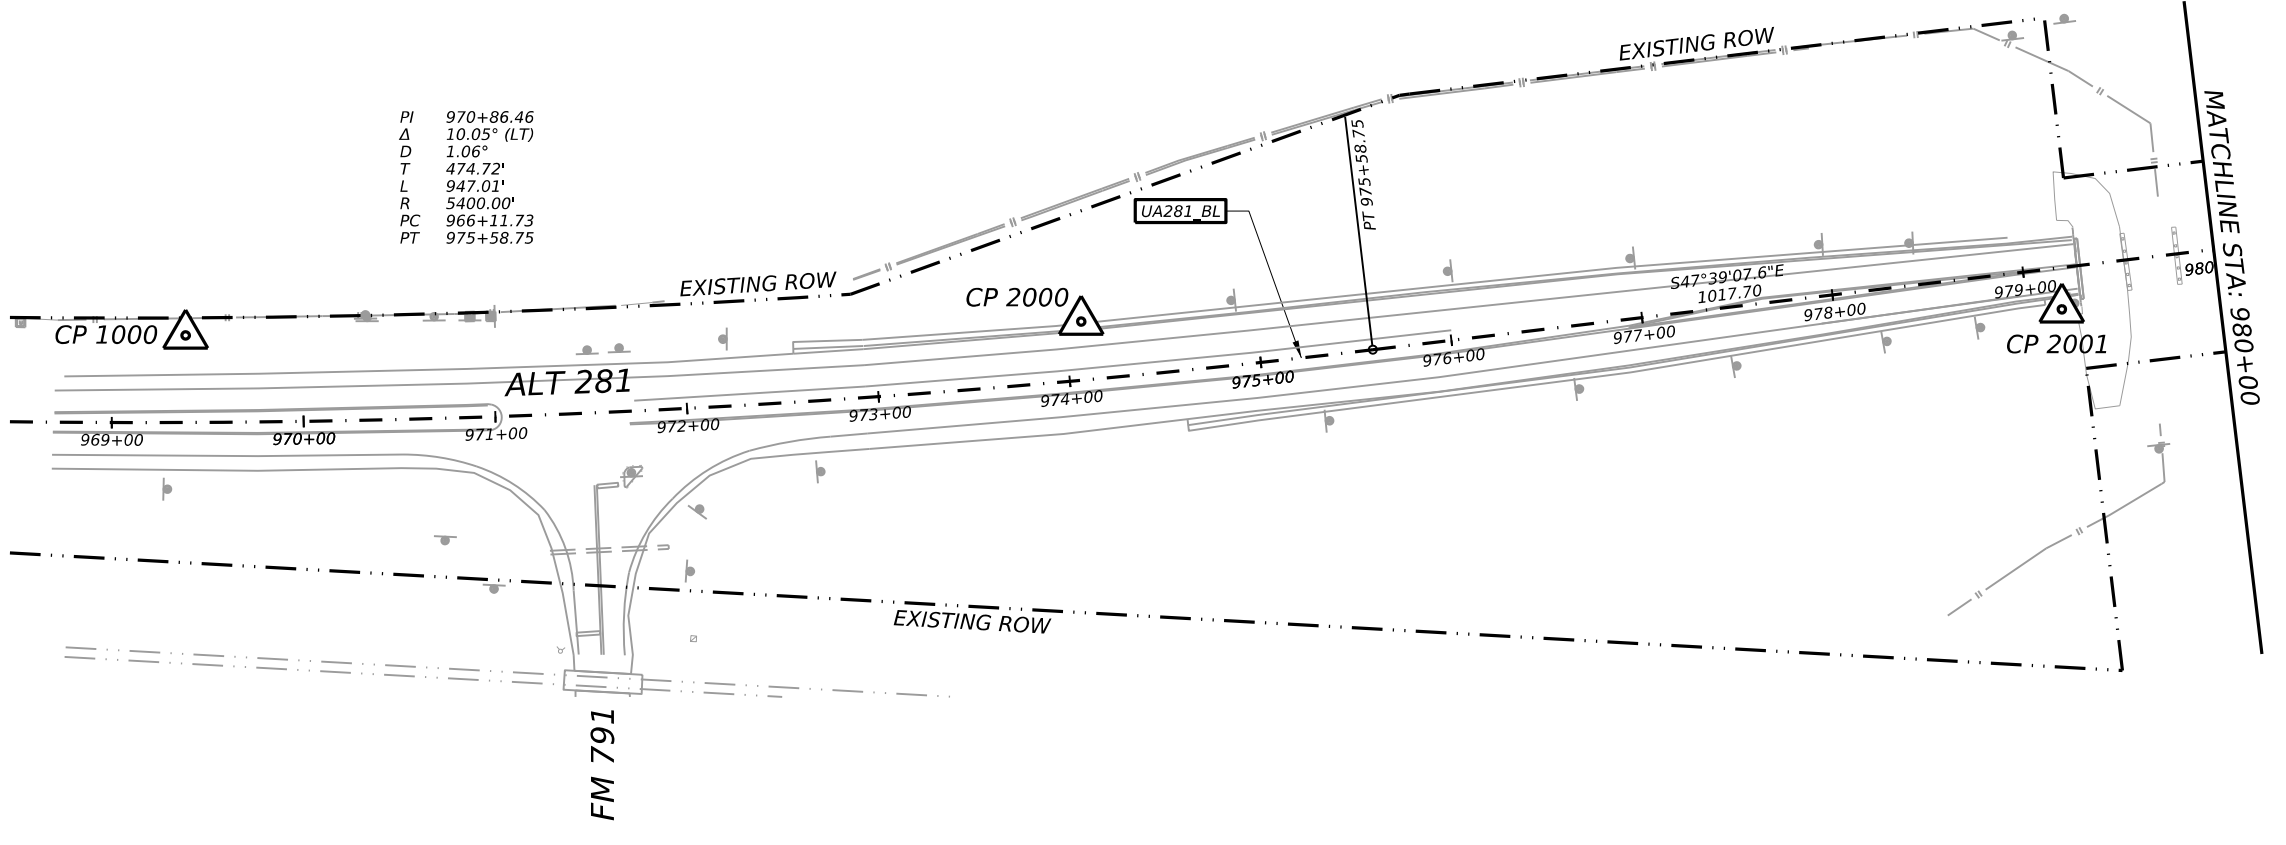 EXISTING ROW
PI 970+86.46
Δ 10.05° (LT)
D 1.06°
T 474.72'
L 947.01'
R 5400.00'
PC 966+11.73
PT 975+58.75
MATCHLINE STA: 980+00
PT 975+58.75
UA281_BL
EXISTING ROW
CP 2000
S47°39'07.6"E
1017.70
980
979+00
978+00
977+00
976+00
975+00
974+00
973+00
972+00
971+00
970+00
969+00
CP 1000
CP 2001
ALT 281
EXISTING ROW
FM 791